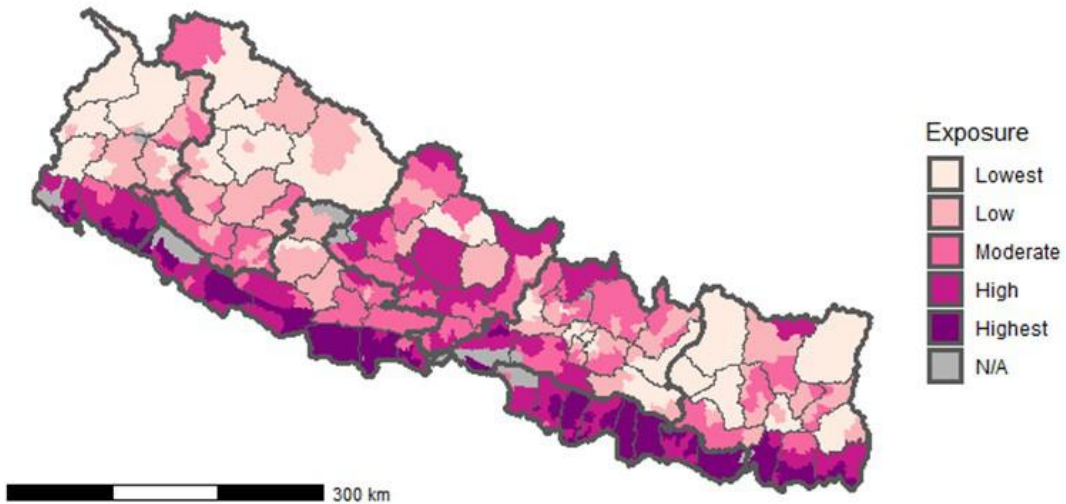 Exposure
Lowest
Low
Moderate
High
Highest
N/A
300 km